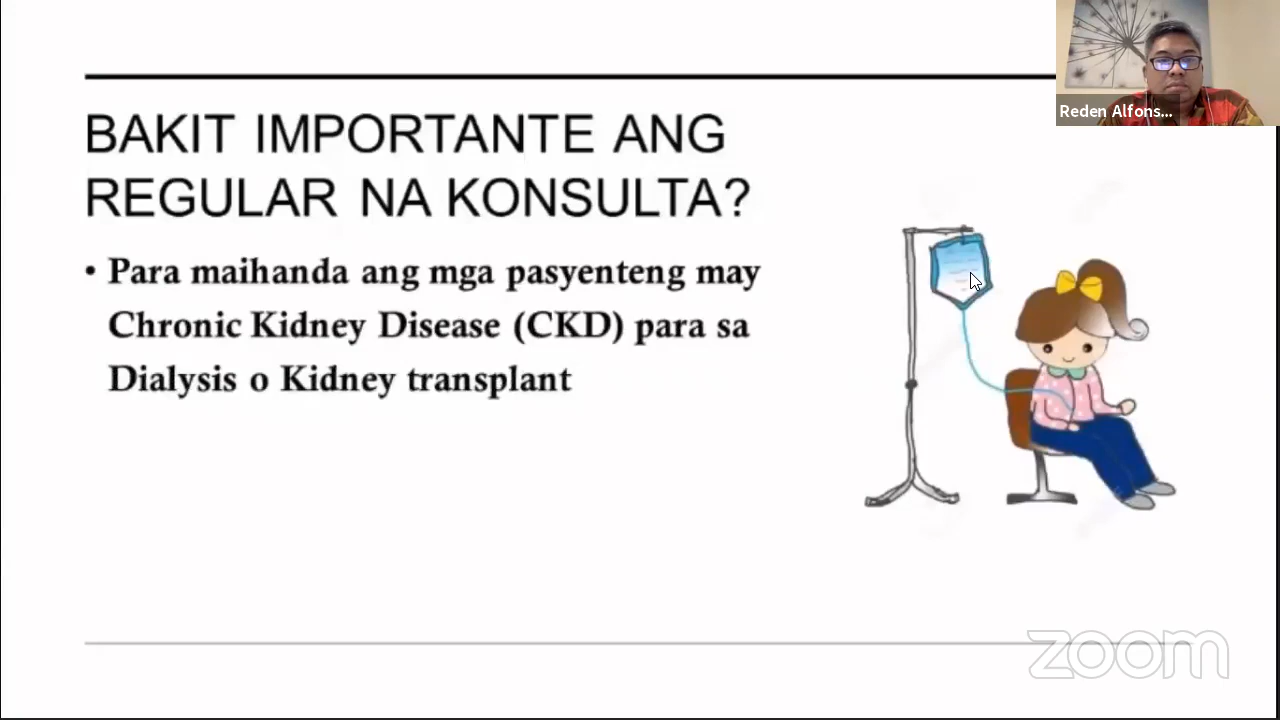 Reden Alfons...
BAKIT IMPORTANTE ANG
REGULAR NA KONSULTA?
• Para maihanda ang mga pasyenteng may
Chronic Kidney Disease (CKD) para sa
Dialysis o Kidney transplant
zoom